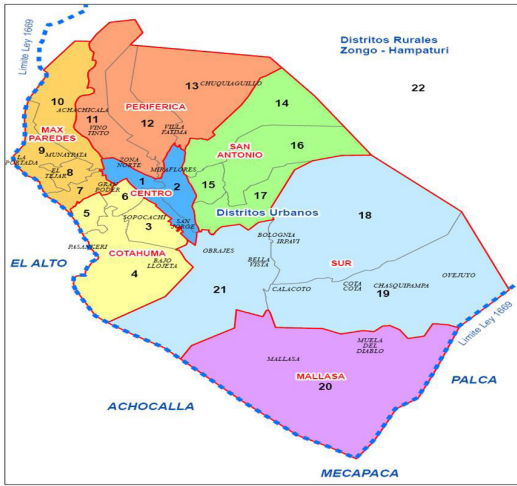 Limite Ley 1669
Distritos Rurales
Zongo - Hampaturi
22
13
CHUQUIAGUILLO
10
ACHACHICALA
11
VINO
TINTO
PERIFERICA
12
VILLA
FATIMA
14
MAX
PAREDES
9
MUNAYPATA
LA
PORTADA
8
EL
TEJAR
7
GRAN
PODER
ZONA
NORTE
MIRAFLORES
1
2
CENTRO
SAN
ANTONIO
16
15
17
6
5
SOPOCACHI
3
SAN
JORGE
Distritos Urbanos
18
PASANKERI
COTAHUMA
BAJO
LLOJETA
4
OBRAJES
BOLOGNIA
IRPAVI
BELLA
VISTA
SUR
EL ALTO
21
CALACOTO
COTA
COTA
CHASQUIPAMPA
19
OVEJUYO
Limite Ley 1669
MALLASA
MUELA
DEL
DIABLO
MALLASA
20
PALCA
ACHOCALLA
MECAPACA